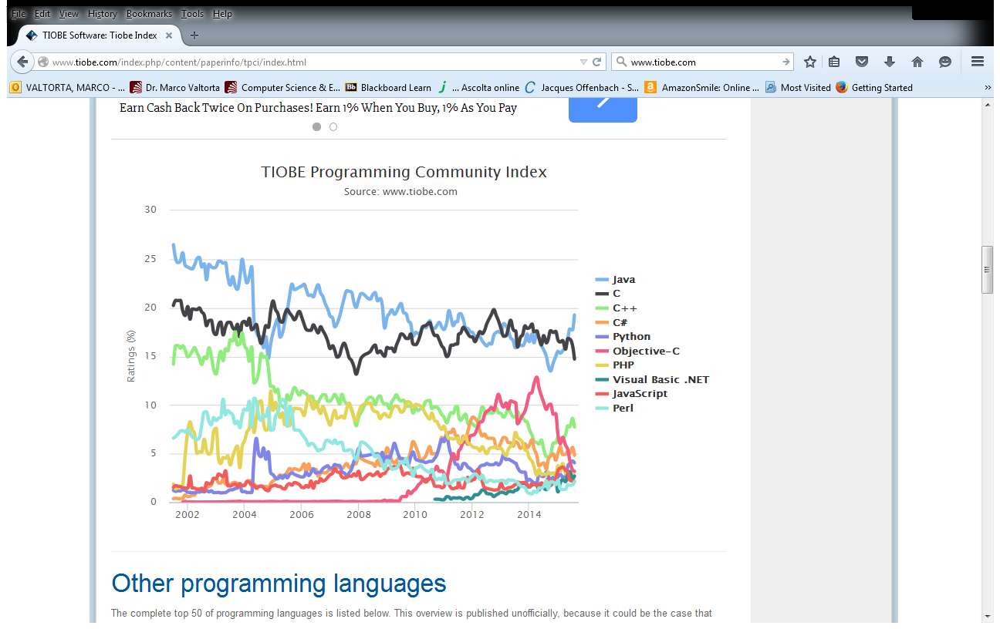 File Edit View History Bookmarks Tools Help
TIOBE Software: Tiobe Index × +
www.tiobe.com/index.php/content/paperinfo/tpci/index.html www.tiobe.com
VALTORTA, MARCO - ... Dr. Marco Valtorta Computer Science & E... Bb Blackboard Learn j ... Ascolta online C Jacques Offenbach - S... a AmazonSmile: Online ... Most Visited Getting Started »
Earn Cash Back Twice On Purchases! Earn 1% When You Buy, 1% As You Pay
TIOBE Programming Community Index
Source: www.tiobe.com
Ratings (%)
30
25
20
15
10
5
0
2002 2004 2006 2008 2010 2012 2014
Java
C
C++
C#
Python
Objective-C
PHP
Visual Basic .NET
JavaScript
Perl
Other programming languages
The complete top 50 of programming languages is listed below. This overview is published unofficially, because it could be the case that